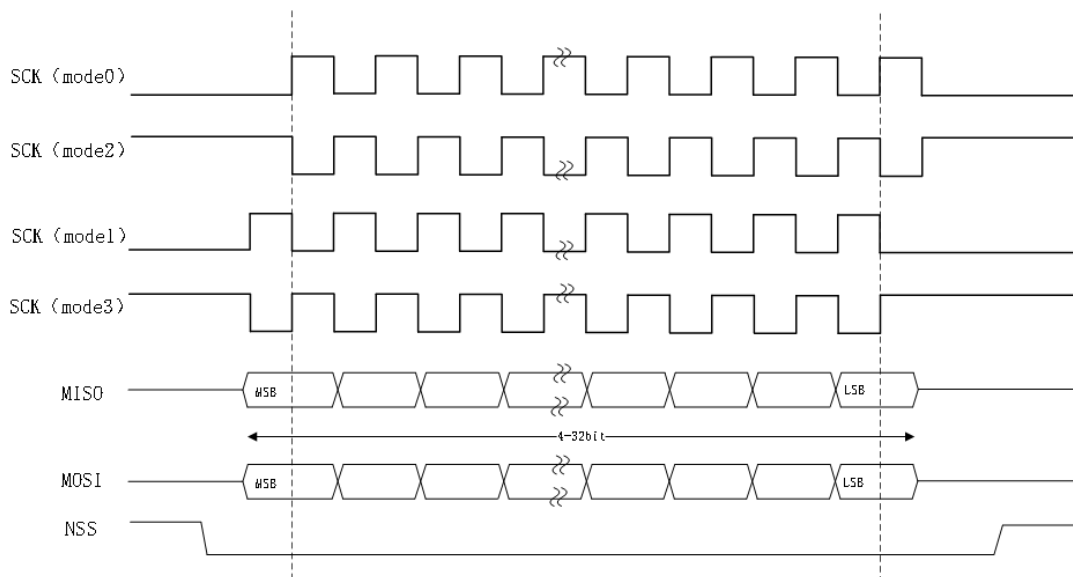 SCK（mode0）
SCK（mode2）
SCK（mode1）
SCK（mode3）
MISO
MSB
LSB
4-32bit
MOSI
MSB
LSB
NSS